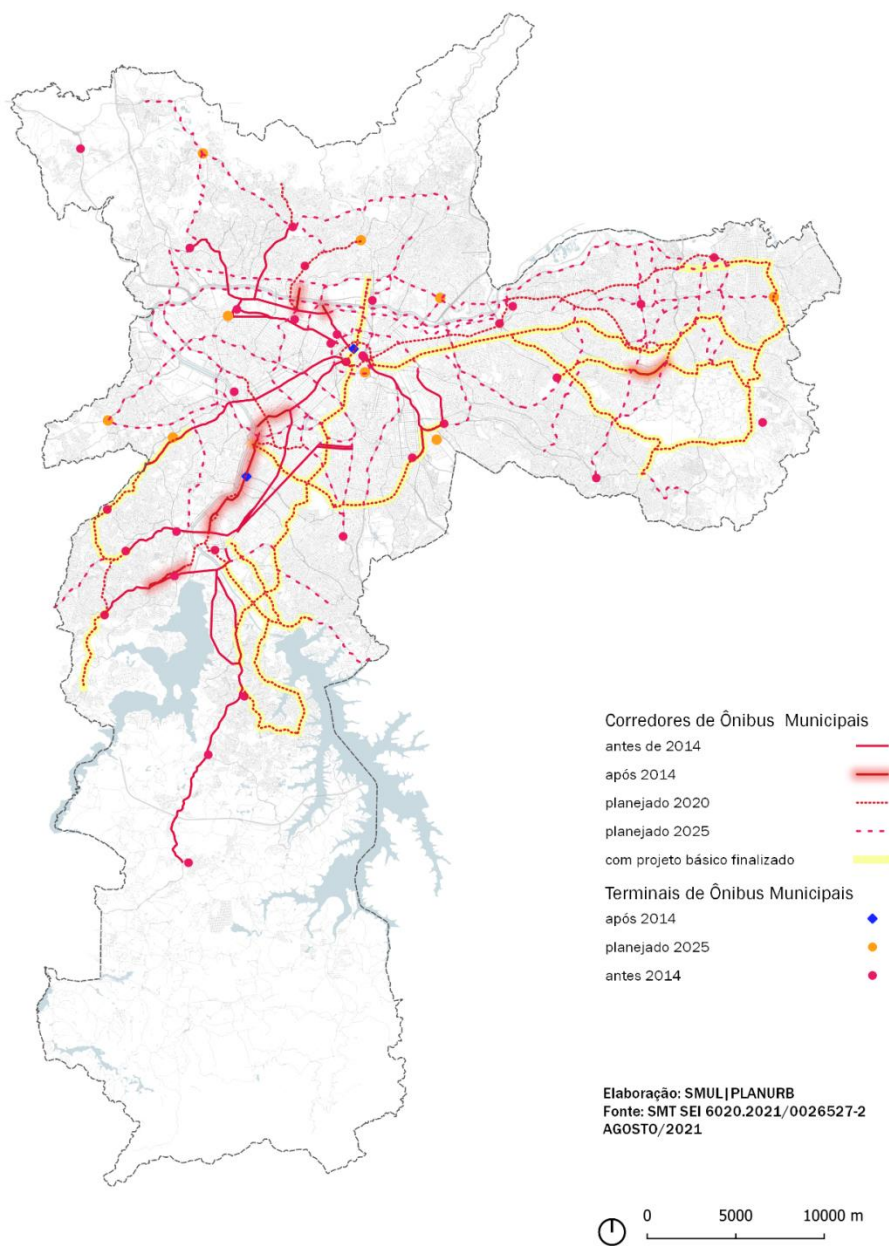 Corredores de Ônibus Municipais
antes de 2014
após 2014
planejado 2020
planejado 2025
com projeto básico finalizado
Terminais de Ônibus Municipais
após 2014
planejado 2025
antes 2014
Elaboração: SMUL|PLANURB
Fonte: SMT SEI 6020.2021/0026527-2
AGOSTO/2021
0 5000 10000 m